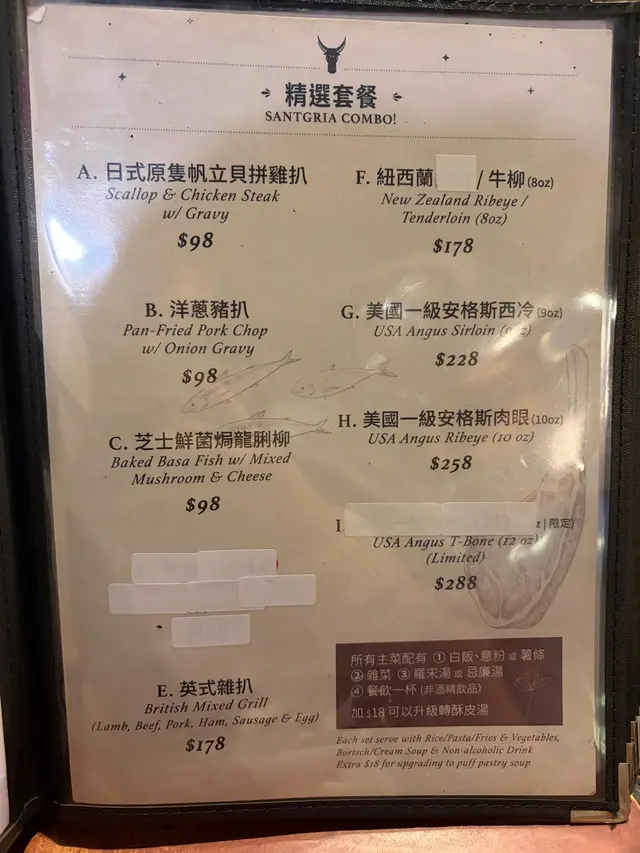 精選套餐
SANTGRIA COMBO!
A. 日式原隻帆立貝拼雞扒
Scallop & Chicken Steak
w/ Gravy
$98
B. 洋蔥豬扒
Pan-Fried Pork Chop
w/ Onion Gravy
$98
C. 芝士鮮菌焗龍脷柳
Baked Basa Fish w/ Mixed
Mushroom & Cheese
$98
E. 英式雜扒
British Mixed Grill
(Lamb, Beef, Pork, Ham, Sausage & Egg)
$178
F. 紐西蘭 / 牛柳 (8oz)
New Zealand Ribeye /
Tenderloin (8oz)
$178
G. 美國一級安格斯西冷 (9oz)
USA Angus Sirloin (9 oz)
$228
H. 美國一級安格斯肉眼 (10oz)
USA Angus Ribeye (10 oz)
$258
I. z | 限定)
USA Angus T-Bone (12 oz)
(Limited)
$288
所有主菜配有 ① 白飯、意粉 或 薯條
② 雜菜 ③ 羅宋湯 或 忌廉湯
④ 餐飲一杯 (非酒精飲品)
加 $18 可以升級轉酥皮湯
Each set serve with Rice/Pasta/Fries & Vegetables,
Bortsch/Cream Soup & Non-alcoholic Drink
Extra $18 for upgrading to puff pastry soup